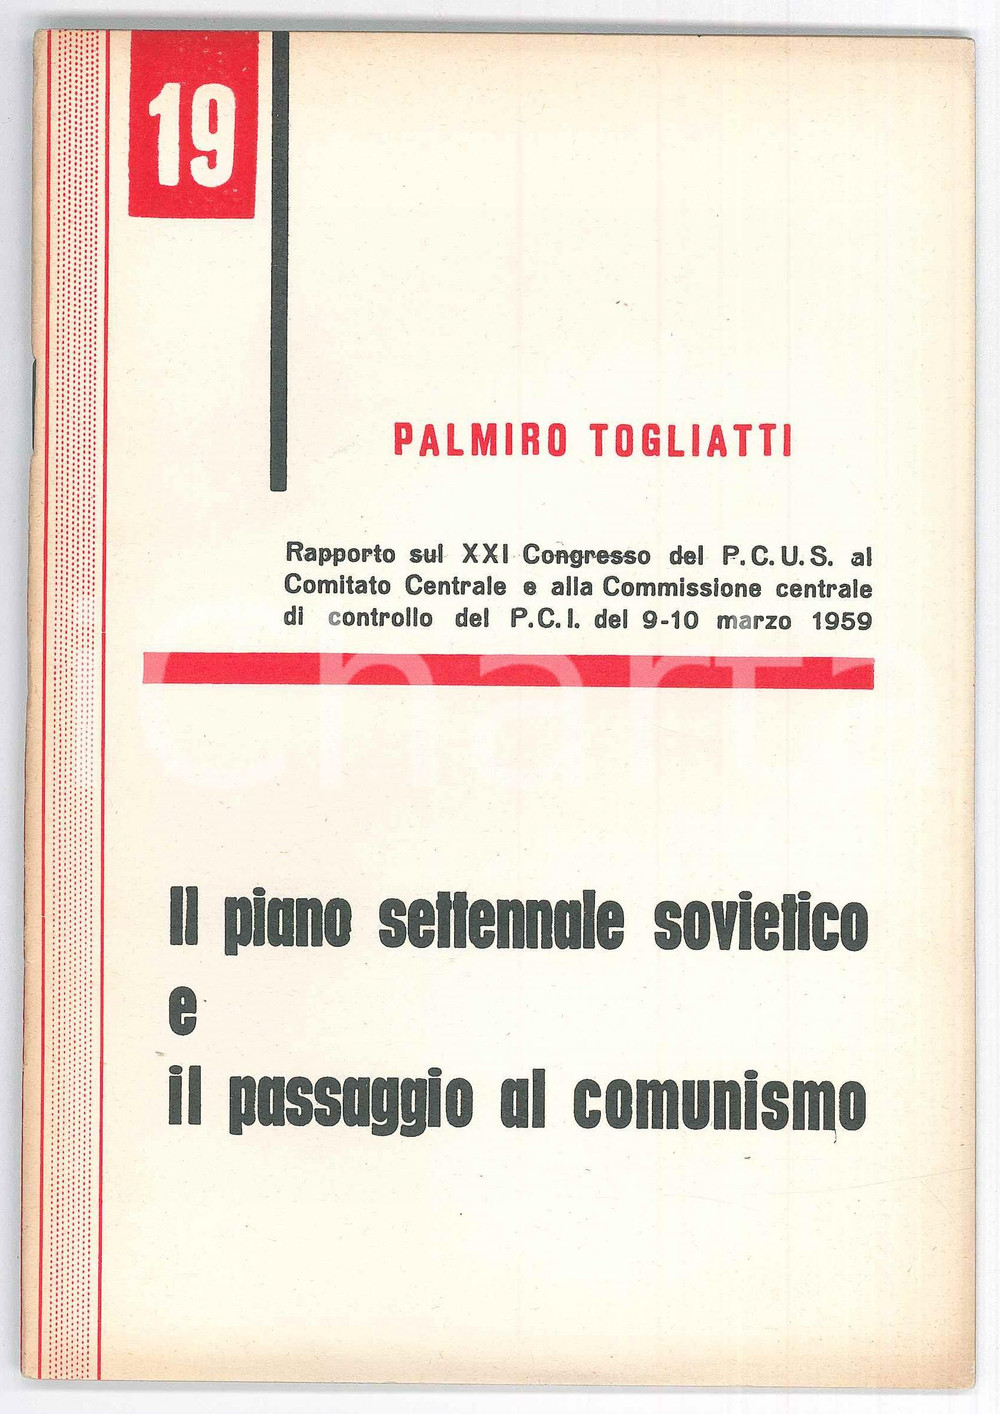 19
PALMIRO TOGLIATTI
Rapporto sul XXI Congresso del P.C.U.S. al
Comitato Centrale e alla Commissione centrale
di controllo del P.C.I. del 9-10 marzo 1959
Charta
Il piano settennale sovietico
e
il passaggio al comunismo